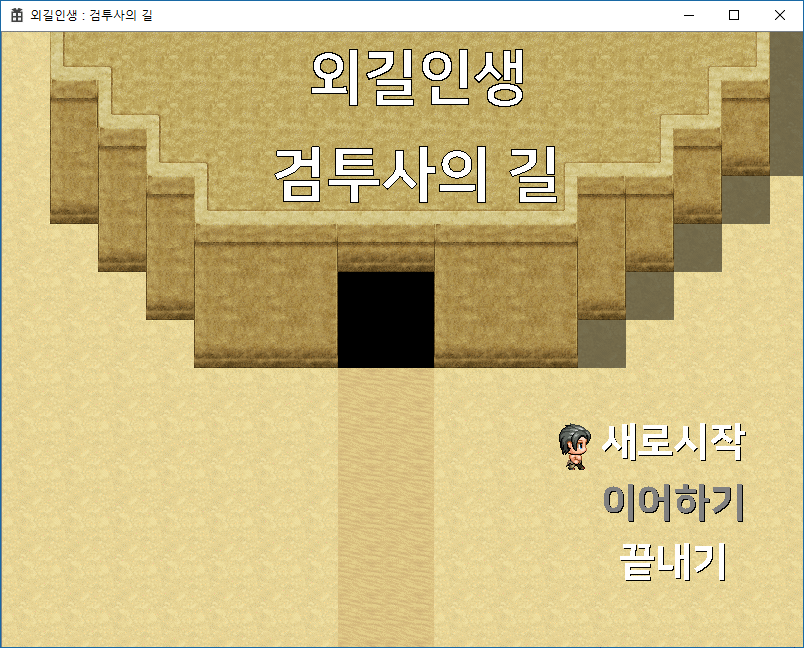 외길인생 : 검투사의 길
외길인생
검투사의 길
새로시작
이어하기
끝내기